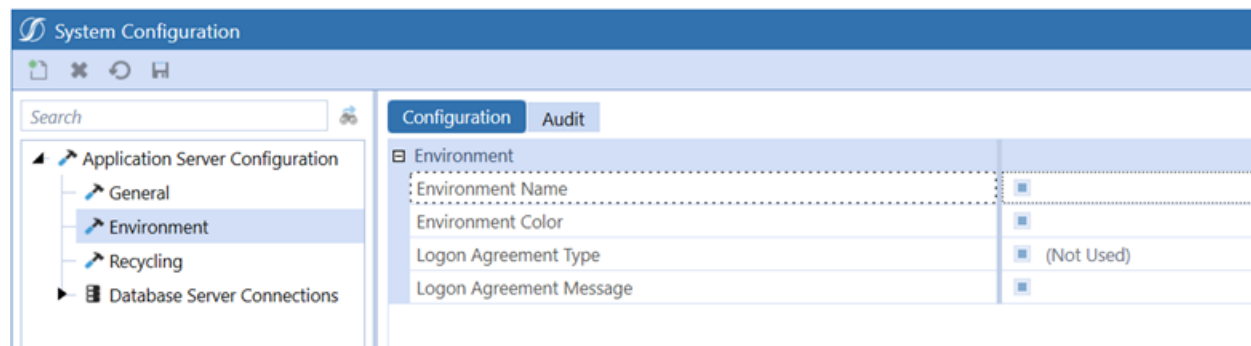 System Configuration
Search
Application Server Configuration
General
Environment
Recycling
Database Server Connections
Configuration Audit
Environment
Environment Name
Environment Color
Logon Agreement Type (Not Used)
Logon Agreement Message